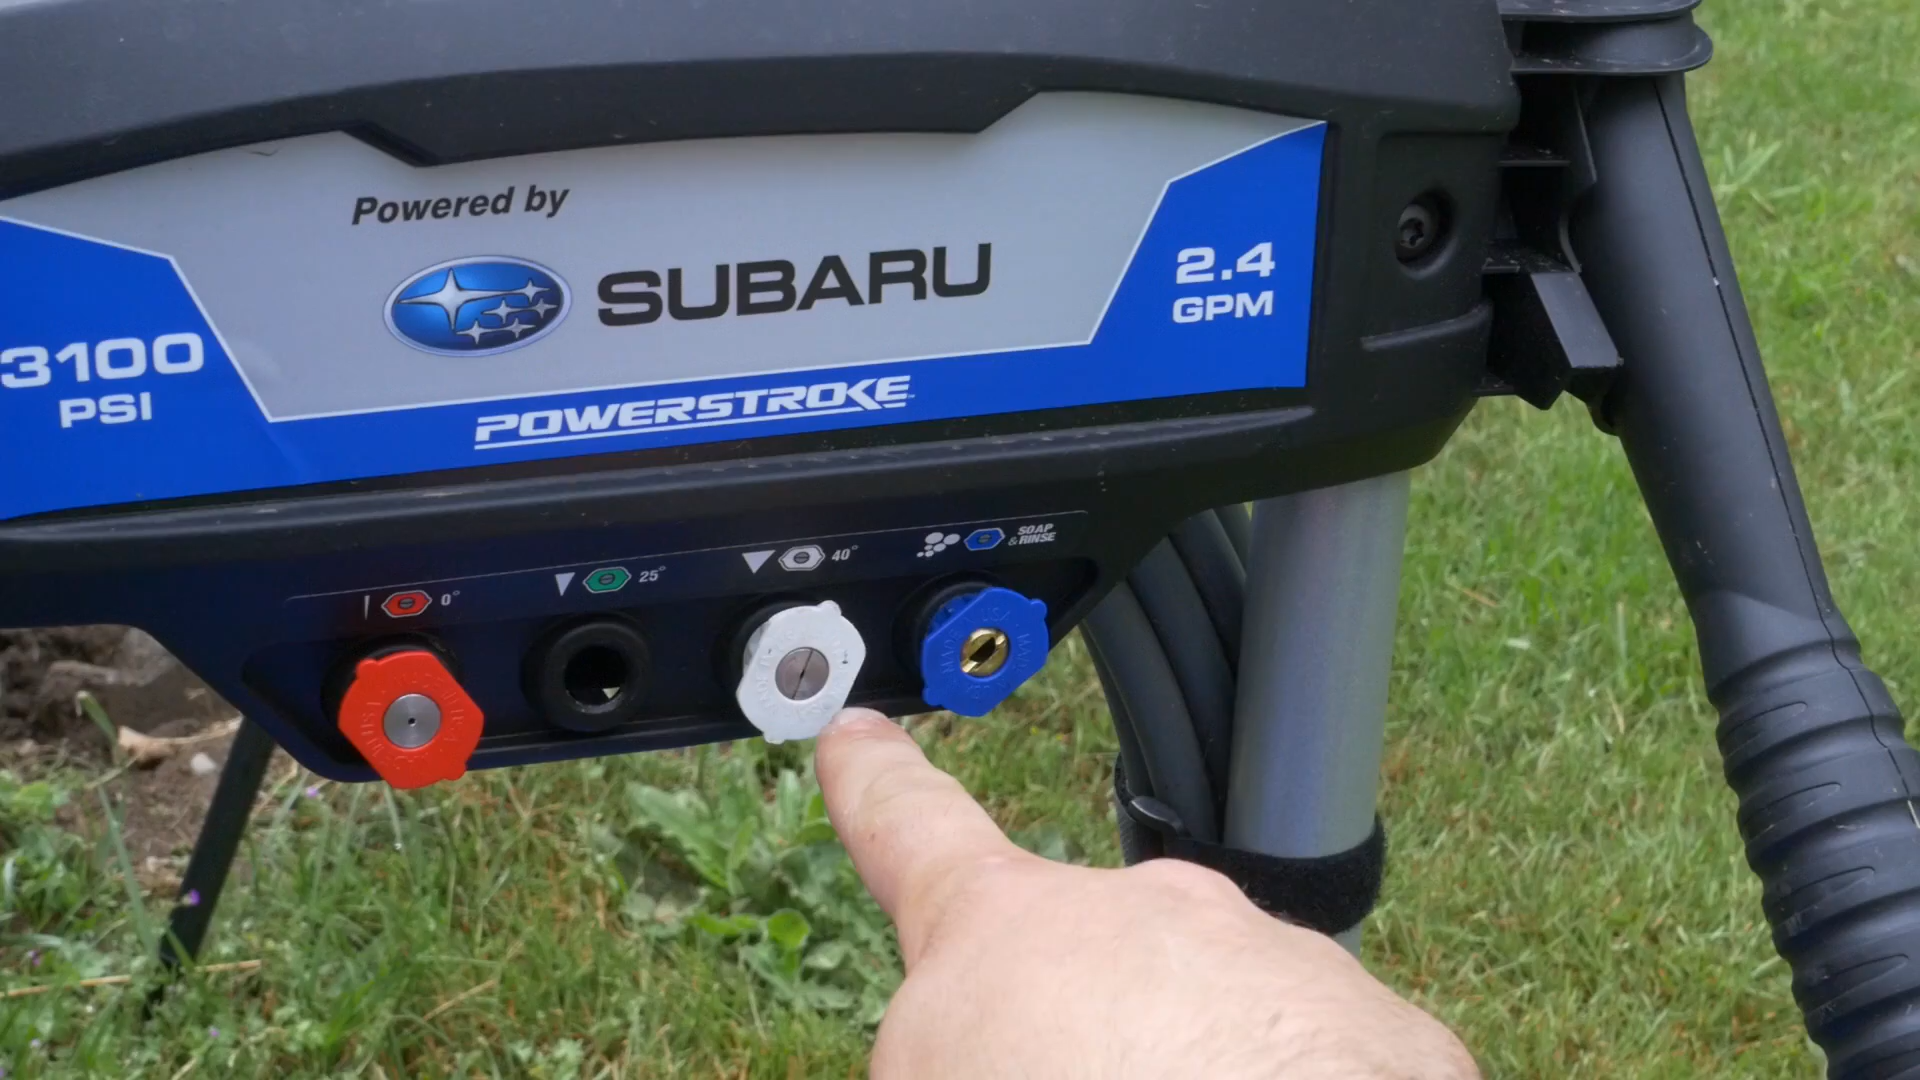 Powered by
SUBARU
3100
PSI
2.4
GPM
POWERSTROKE
0°
25°
40°
SOAP
& RINSE